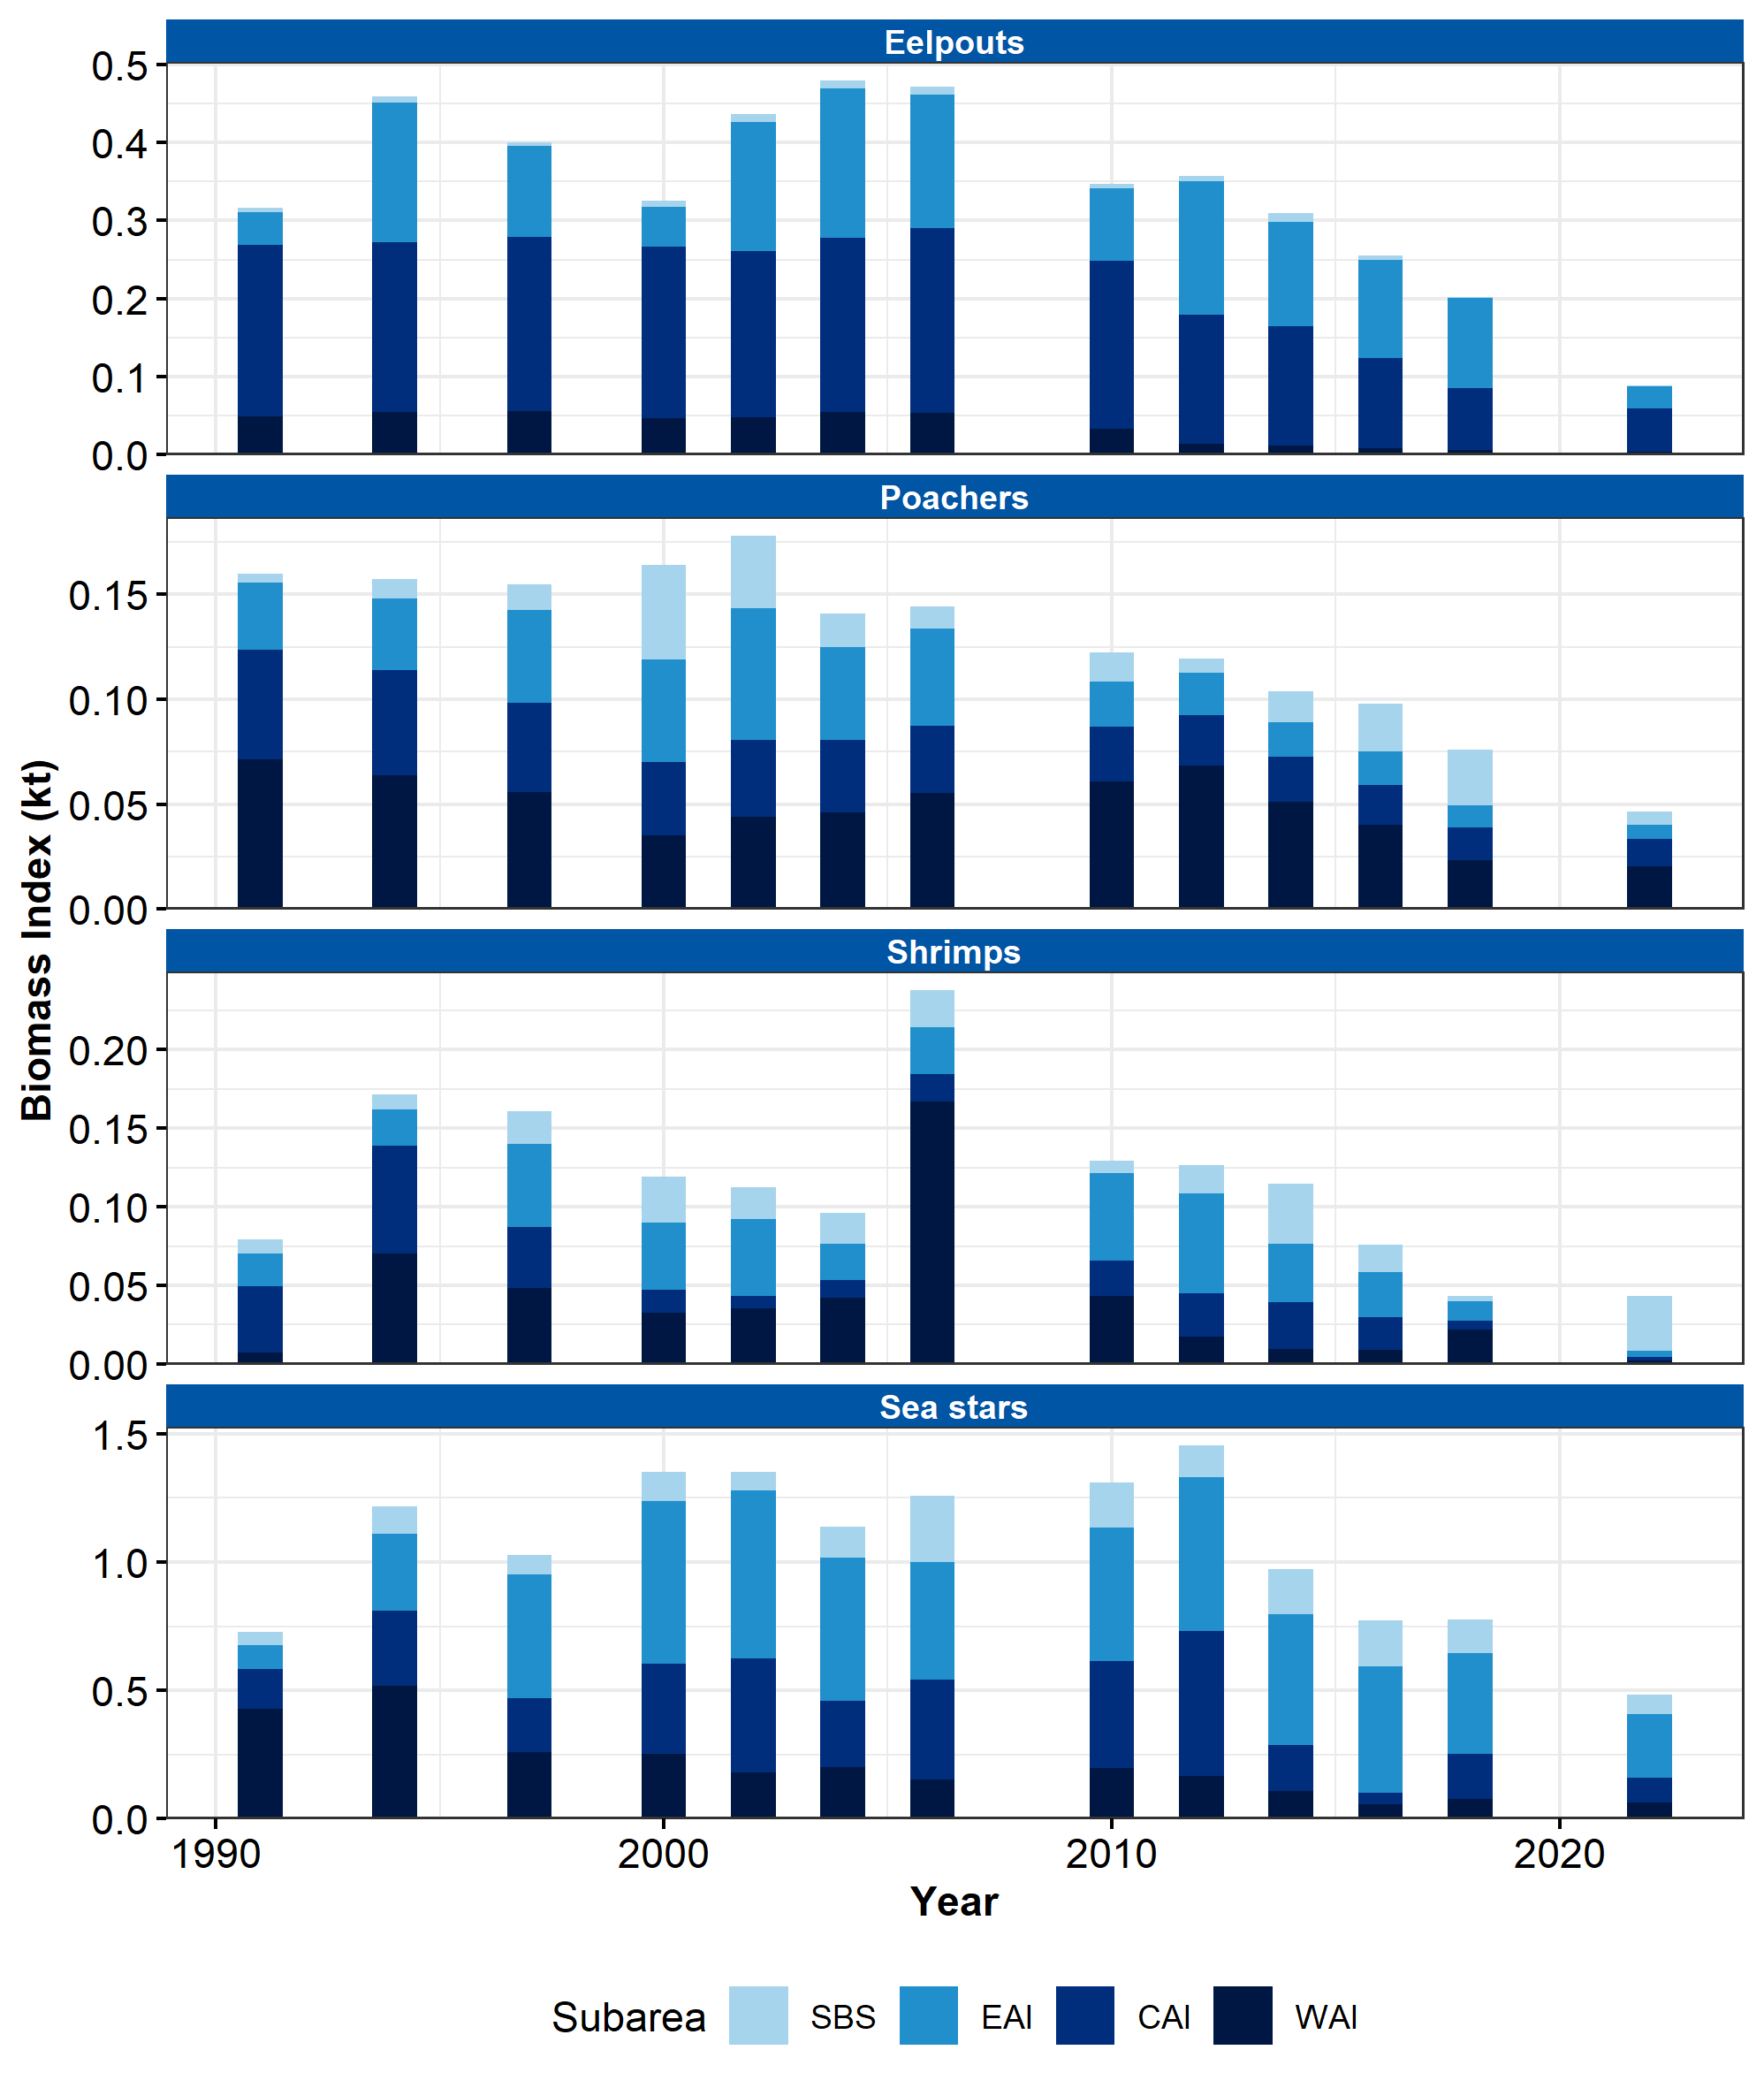 Eelpouts
0.5
0.4
0.3
0.2
0.1
0.0
Poachers
0.15
0.10
0.05
0.00
Biomass Index (kt)
Shrimps
0.20
0.15
0.10
0.05
0.00
Sea stars
1.5
1.0
0.5
0.0
1990 2000 2010 2020
Year
Subarea SBS EAI CAI WAI